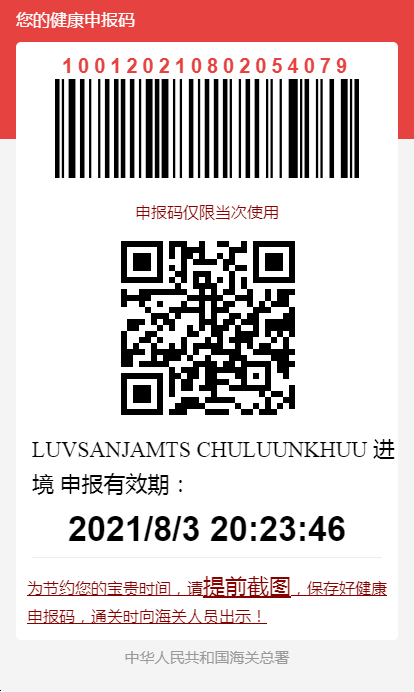 您的健康申报码
100120210802054079
申报码仅限当次使用
LUVSANJAMTS CHULUUNKHUU 进
境 申报有效期：
2021/8/3 20:23:46
为节约您的宝贵时间，请提前截图，保存好健康
申报码，通关时向海关人员出示！
中华人民共和国海关总署